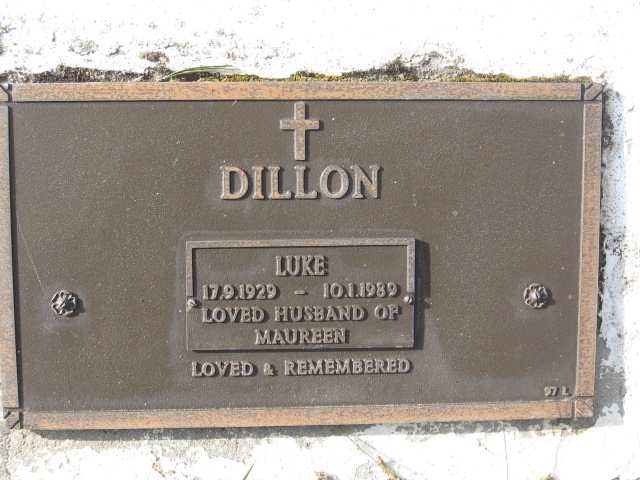 DILLON
LUKE
17.9.1929 - 10.1.1989
LOVED HUSBAND OF
MAUREEN
LOVED & REMEMBERED
97 L